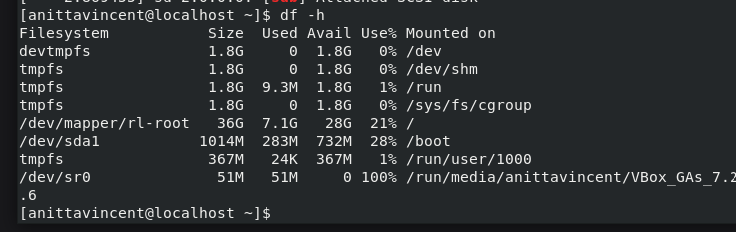 [anittavincent@localhost ~]$ df -h
Filesystem           Size  Used Avail Use% Mounted on
devtmpfs             1.8G     0  1.8G   0% /dev
tmpfs                1.8G     0  1.8G   0% /dev/shm
tmpfs                1.8G  9.3M  1.8G   1% /run
tmpfs                1.8G     0  1.8G   0% /sys/fs/cgroup
/dev/mapper/rl-root   36G  7.1G   28G  21% /
/dev/sda1           1014M  283M  732M  28% /boot
tmpfs                367M   24K  367M   1% /run/user/1000
/dev/sr0              51M   51M     0 100% /run/media/anittavincent/VBox_GAs_7.2
.6
[anittavincent@localhost ~]$